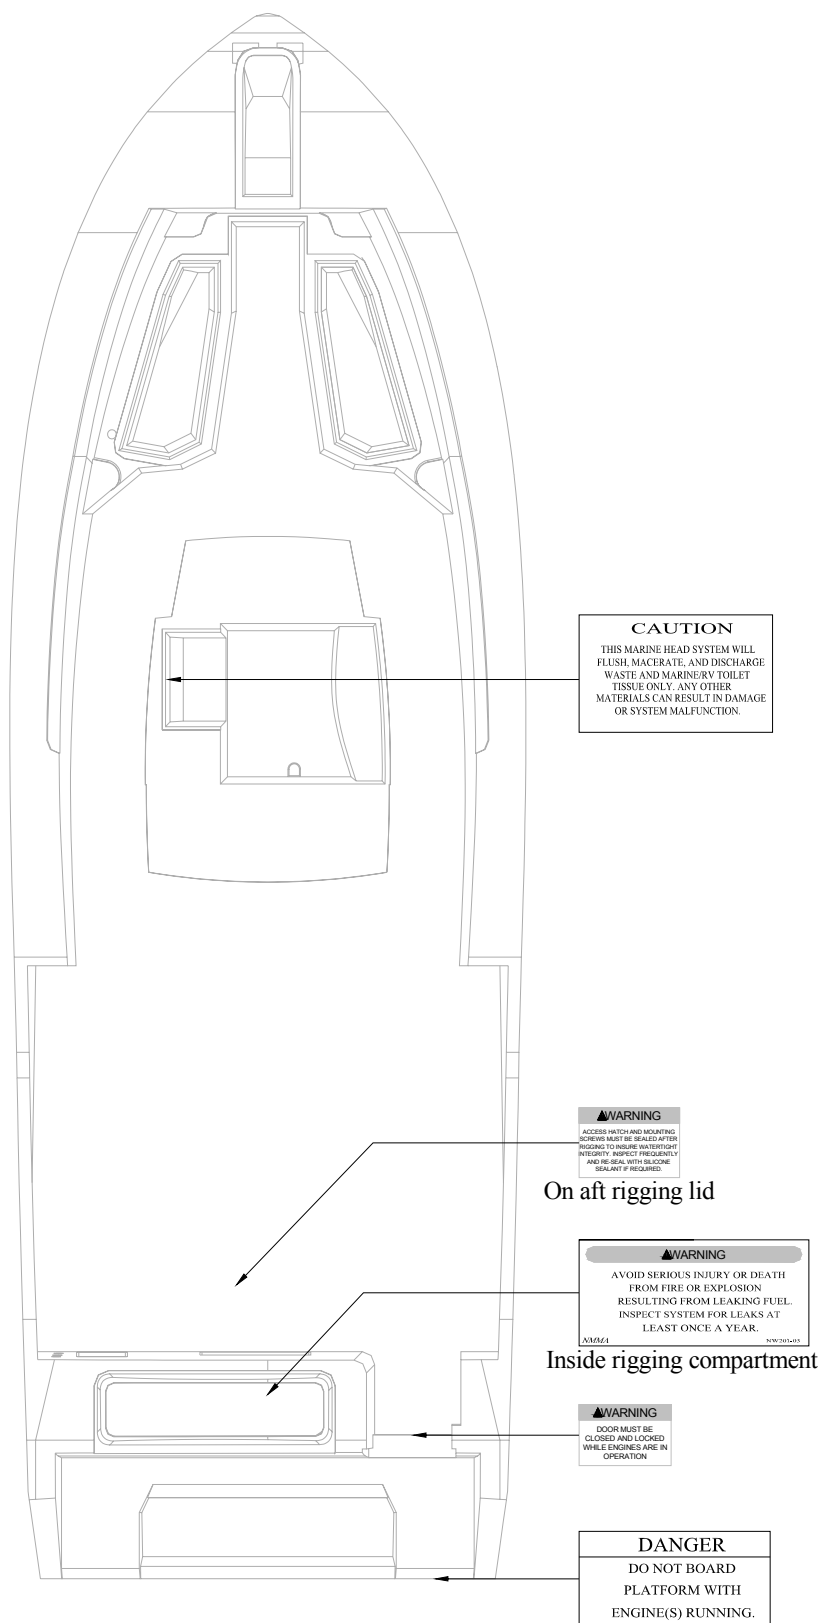 CAUTION
THIS MARINE HEAD SYSTEM WILL
FLUSH, MACERATE, AND DISCHARGE
WASTE AND MARINE/RV TOILET
TISSUE ONLY. ANY OTHER
MATERIALS CAN RESULT IN DAMAGE
OR SYSTEM MALFUNCTION.
WARNING
ACCESS HATCH AND MOUNTING
SCREWS MUST BE SEALED AFTER
RIGGING TO INSURE WATERTIGHT
INTEGRITY. INSPECT FREQUENTLY
AND RE-SEAL WITH SILICONE
SEALANT IF REQUIRED.
On aft rigging lid
WARNING
AVOID SERIOUS INJURY OR DEATH
FROM FIRE OR EXPLOSION
RESULTING FROM LEAKING FUEL.
INSPECT SYSTEM FOR LEAKS AT
LEAST ONCE A YEAR.
NMMA NW201-03
Inside rigging compartment
WARNING
DOOR MUST BE
CLOSED AND LOCKED
WHILE ENGINES ARE IN
OPERATION
DANGER
DO NOT BOARD
PLATFORM WITH
ENGINE(S) RUNNING.